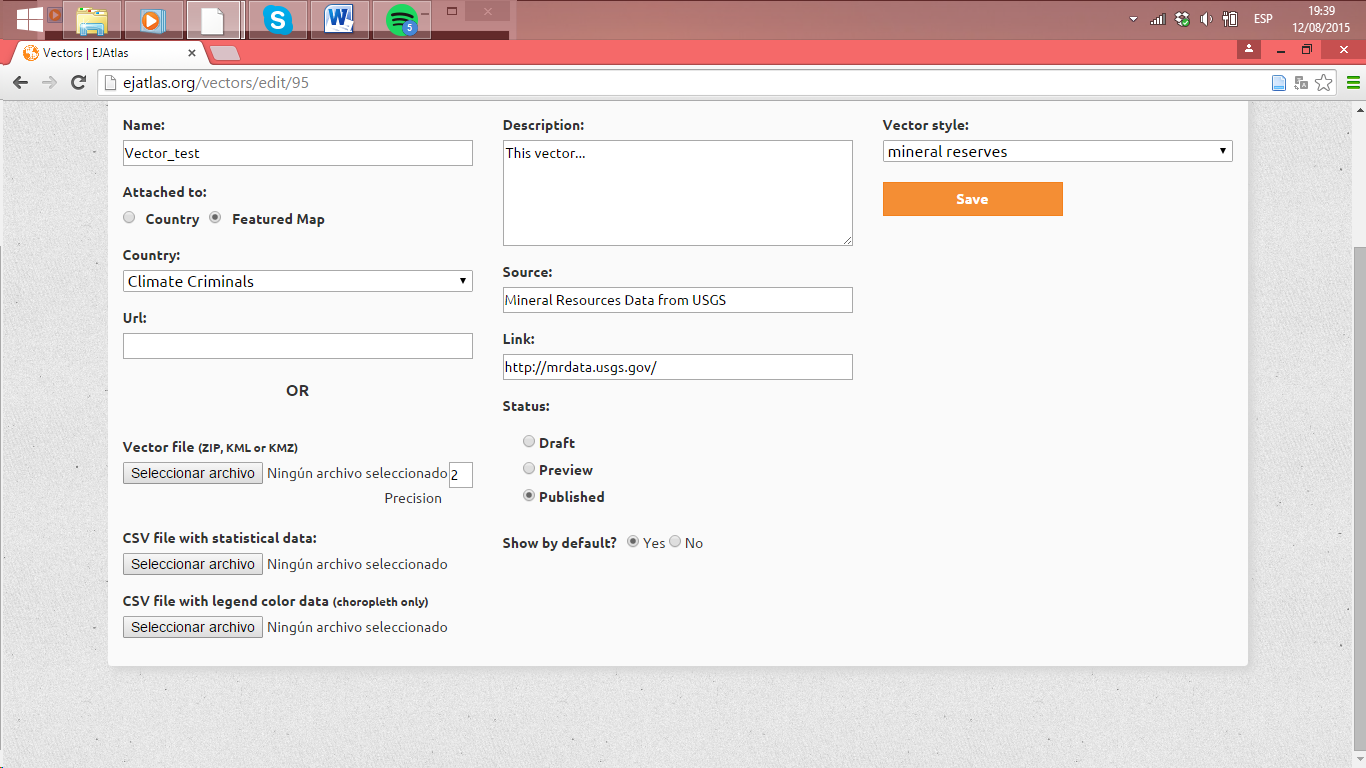 19:39
ESP
12/08/2015
5
Vectors | EJAtlas
ejatlas.org/vectors/edit/95
Name:
Vector_test
Attached to:
Country
Featured Map
Country:
Climate Criminals
Url:
OR
Vector file (ZIP, KML or KMZ)
Seleccionar archivo Ningún archivo seleccionado 2
Precision
CSV file with statistical data:
Seleccionar archivo Ningún archivo seleccionado
CSV file with legend color data (choropleth only)
Seleccionar archivo Ningún archivo seleccionado
Description:
This vector...
Source:
Mineral Resources Data from USGS
Link:
http://mrdata.usgs.gov/
Status:
Draft
Preview
Published
Show by default? Yes No
Vector style:
mineral reserves
Save